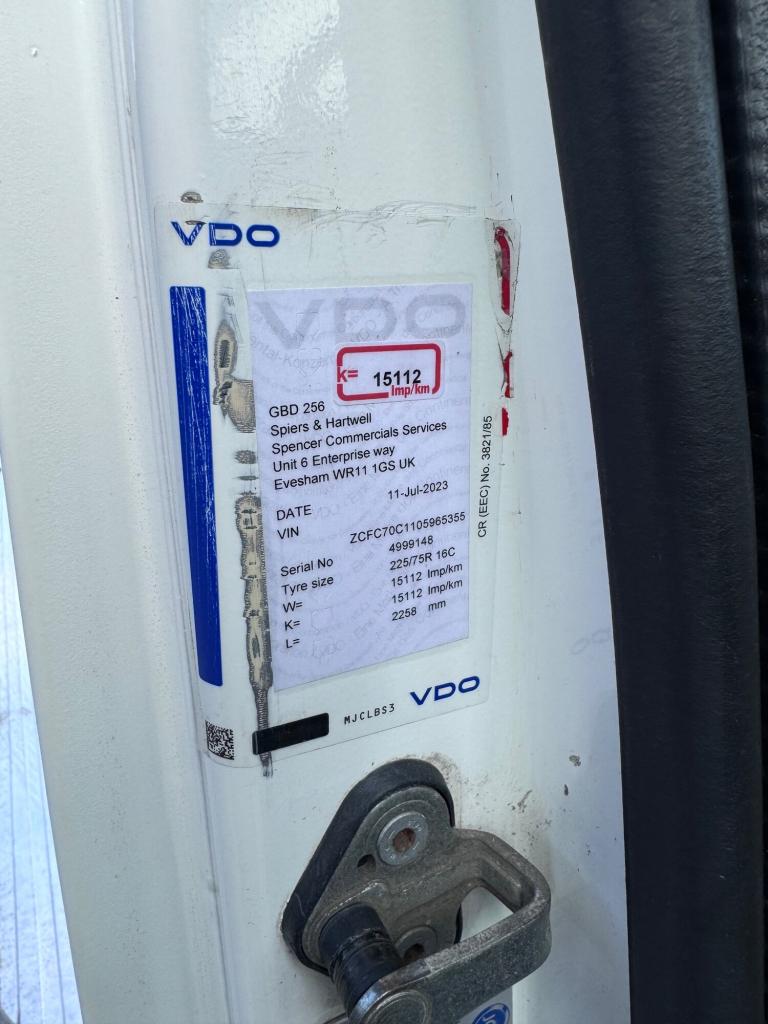 VDO
VDO
k= 15112
Imp/km
GBD 256
Spiers & Hartwell
Spencer Commercials Services
Unit 6 Enterprise way
Evesham WR11 1GS UK
DATE 11-Jul-2023
VIN ZCFC70C1105965355
Serial No 4999148
Tyre size 225/75R 16C
W= 15112 Imp/km
K= 15112 Imp/km
L= 2258 mm
CR (EEC) No. 3821/85
MJCLBS3
VDO